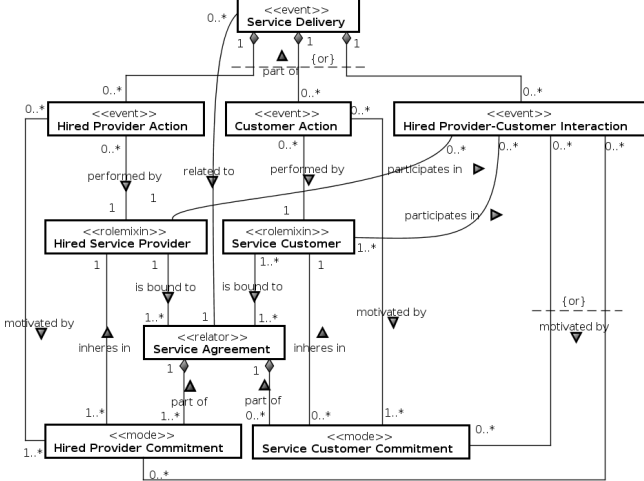 <<event>>
Service Delivery
0..*
1
1
1
{or}
part of
0..*
0..*
0..*
0..*
<<event>>
Hired Provider Action
<<event>>
Customer Action
0..*
<<event>>
Hired Provider-Customer Interaction
0..*
0..*
0..*
0..*
0..*
0..*
performed by
related to
performed by
participates in
1
1
1
participates in
<<rolemixin>>
Hired Service Provider
<<rolemixin>>
Service Customer
1..*
1
1
1..*
1
is bound to
is bound to
{or}
motivated by
1..*
1
1..*
motivated by
motivated by
<<relator>>
Service Agreement
inheres in
inheres in
1
1
part of
part of
1..*
1..*
0..*
0..*
1..*
<<mode>>
Hired Provider Commitment
<<mode>>
Service Customer Commitment
0..*
1..*
0..*